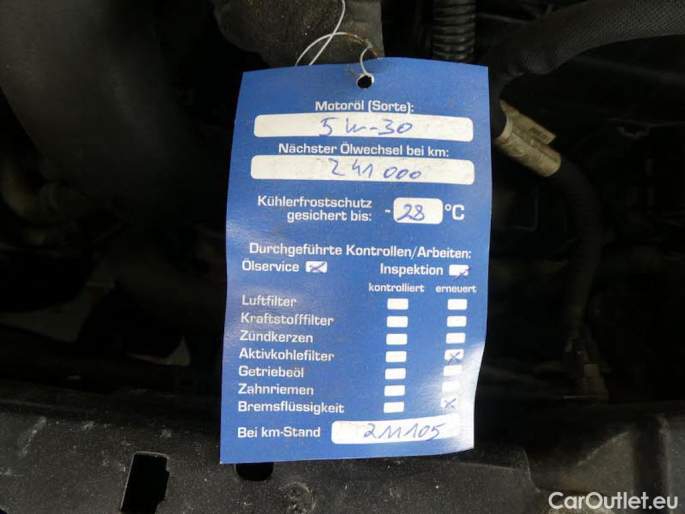 Motoröl (Sorte):
5W-30
Nächster Ölwechsel bei km:
241000
Kühlerfrostschutz
gesichert bis: -28 °C
Durchgeführte Kontrollen/Arbeiten:
Ölservice Inspektion
kontrolliert erneuert
Luftfilter
Kraftstofffilter
Zündkerzen
Aktivkohlefilter
Getriebeöl
Zahnriemen
Bremsflüssigkeit
Bei km-Stand 211105
CarOutlet.eu